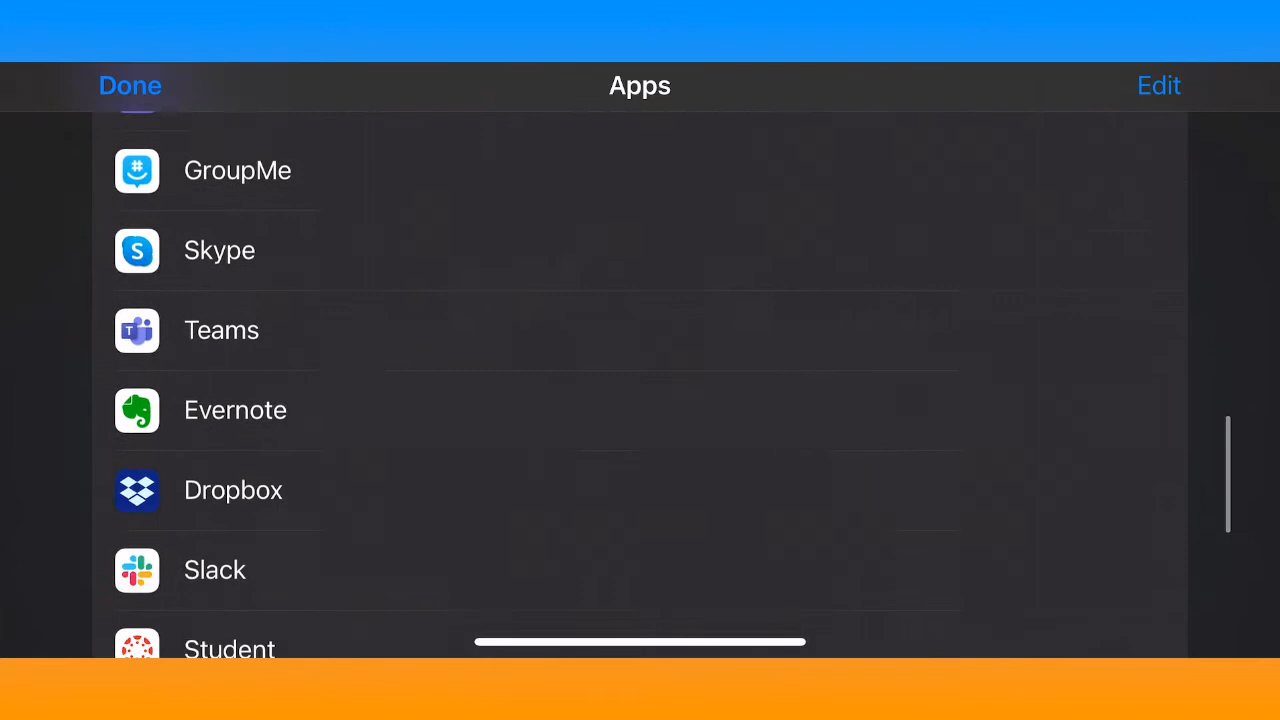 Done Apps Edit
GroupMe
Skype
Teams
Evernote
Dropbox
Slack
Student